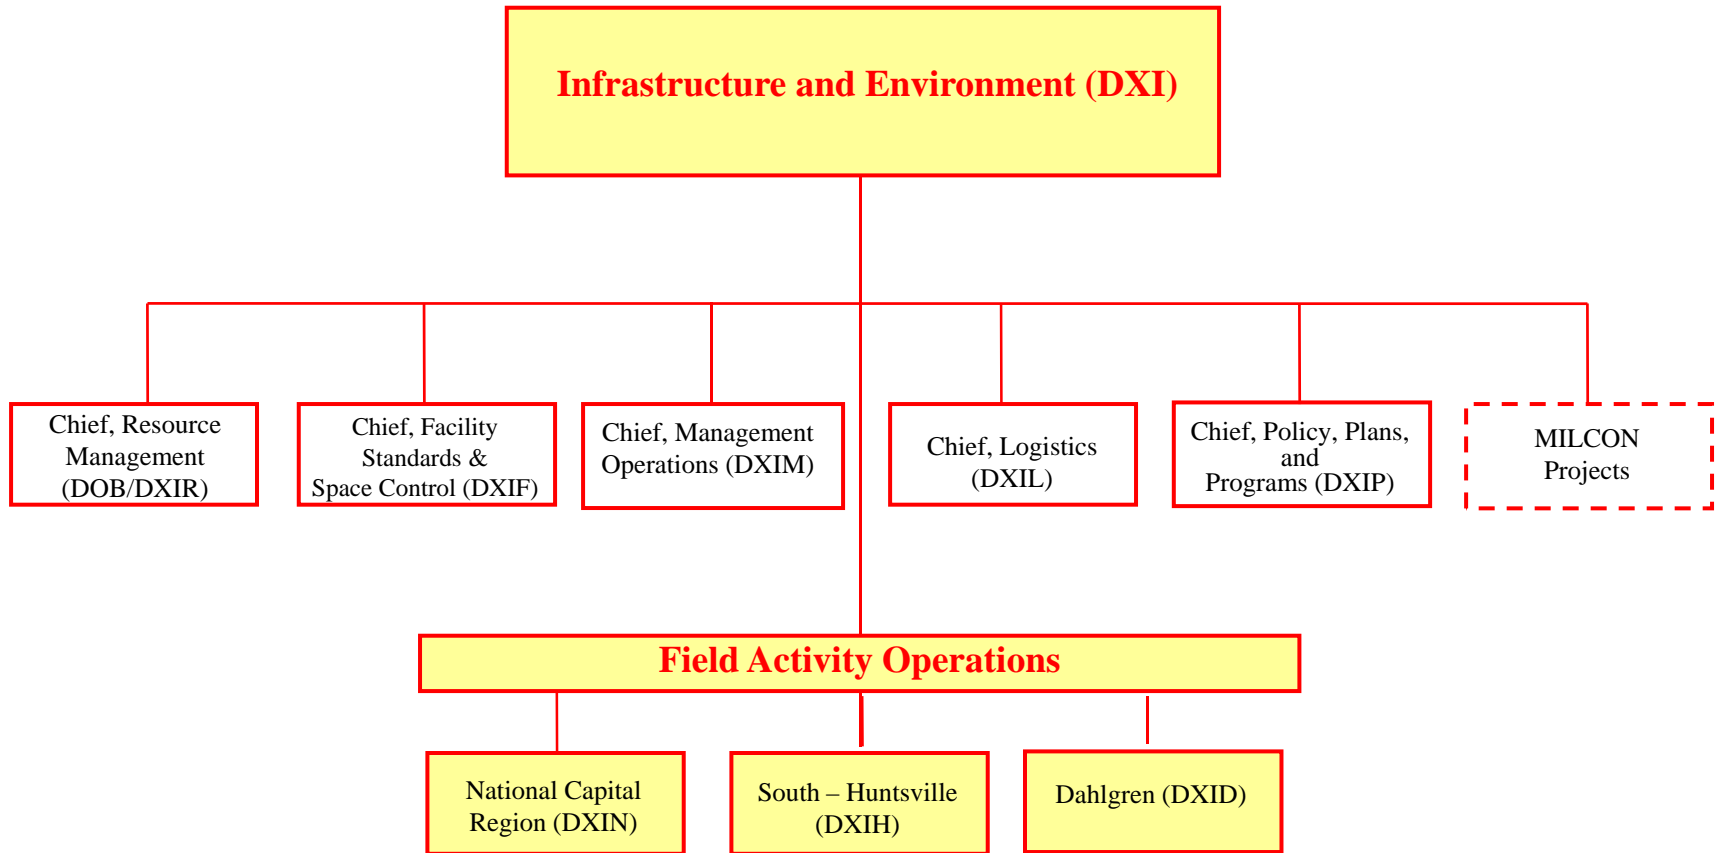 Infrastructure and Environment (DXI)
Chief, Resource
Management
(DOB/DXIR)
Chief, Facility
Standards &
Space Control (DXIF)
Chief, Management
Operations (DXIM)
Chief, Logistics
(DXIL)
Chief, Policy, Plans,
and
Programs (DXIP)
MILCON
Projects
Field Activity Operations
National Capital
Region (DXIN)
South – Huntsville
(DXIH)
Dahlgren (DXID)